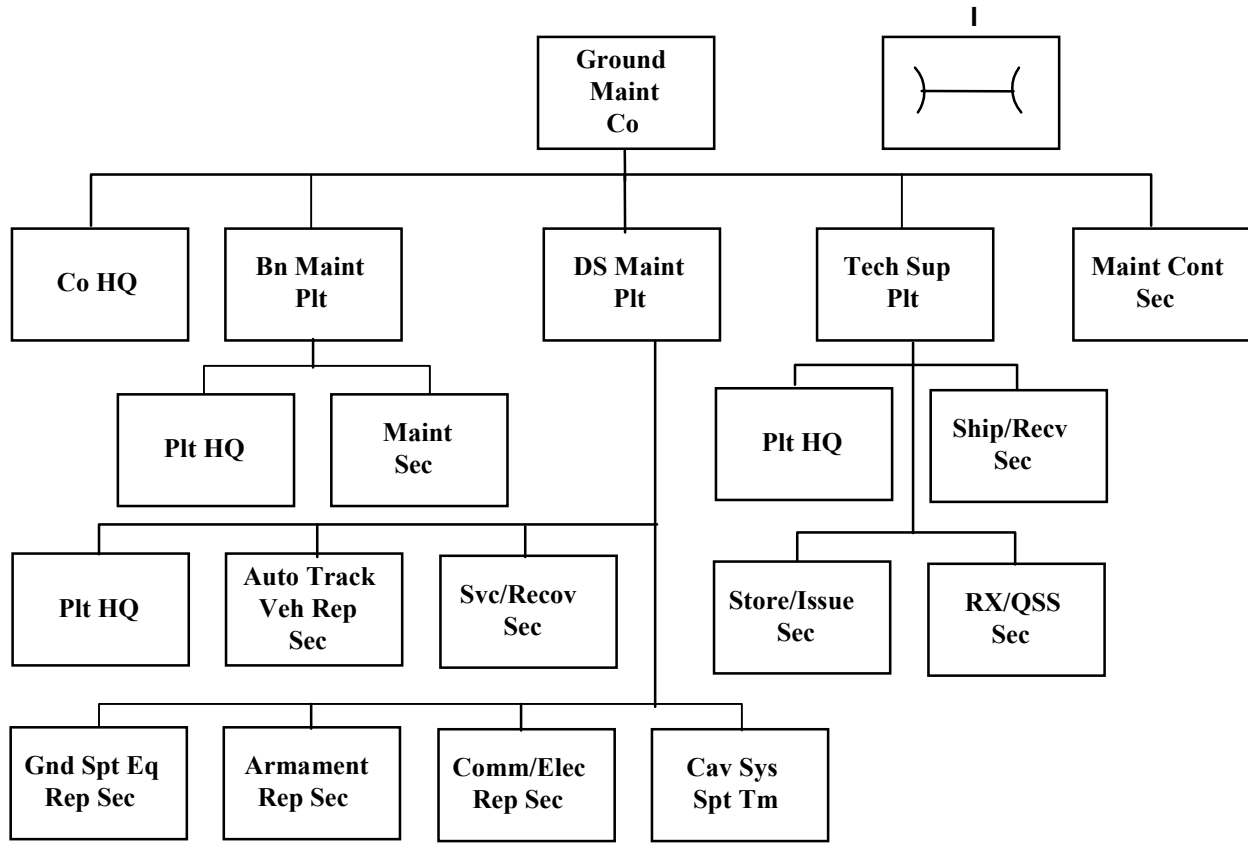 I
Ground
Maint
Co
Co HQ
Bn Maint
Plt
DS Maint
Plt
Tech Sup
Plt
Maint Cont
Sec
Plt HQ
Maint
Sec
Plt HQ
Ship/Recv
Sec
Plt HQ
Auto Track
Veh Rep
Sec
Svc/Recov
Sec
Store/Issue
Sec
RX/QSS
Sec
Gnd Spt Eq
Rep Sec
Armament
Rep Sec
Comm/Elec
Rep Sec
Cav Sys
Spt Tm